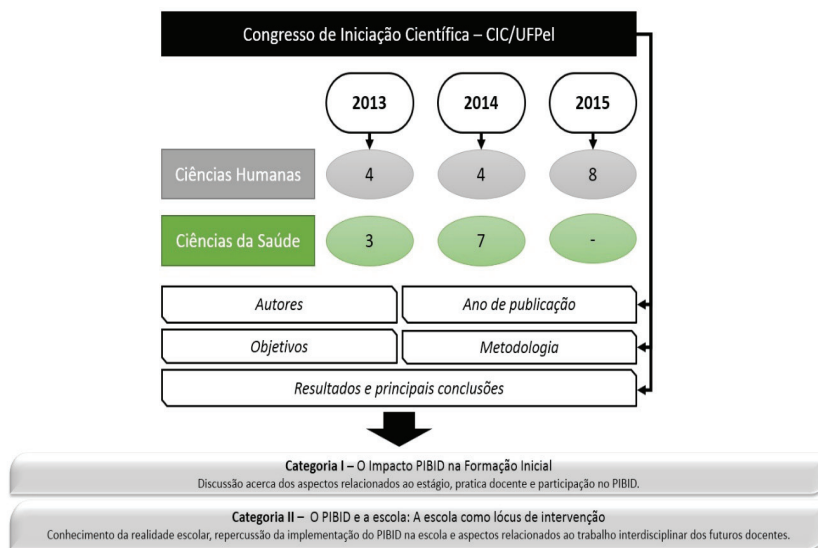 Congresso de Iniciação Científica – CIC/UFPel
2013 2014 2015
Ciências Humanas 4 4 8
Ciências da Saúde 3 7 -
Autores Ano de publicação
Objetivos Metodologia
Resultados e principais conclusões
Categoria I – O Impacto PIBID na Formação Inicial
Discussão acerca dos aspectos relacionados ao estágio, pratica docente e participação no PIBID.
Categoria II – O PIBID e a escola: A escola como lócus de intervenção
Conhecimento da realidade escolar, repercussão da implementação do PIBID na escola e aspectos relacionados ao trabalho interdisciplinar dos futuros docentes.